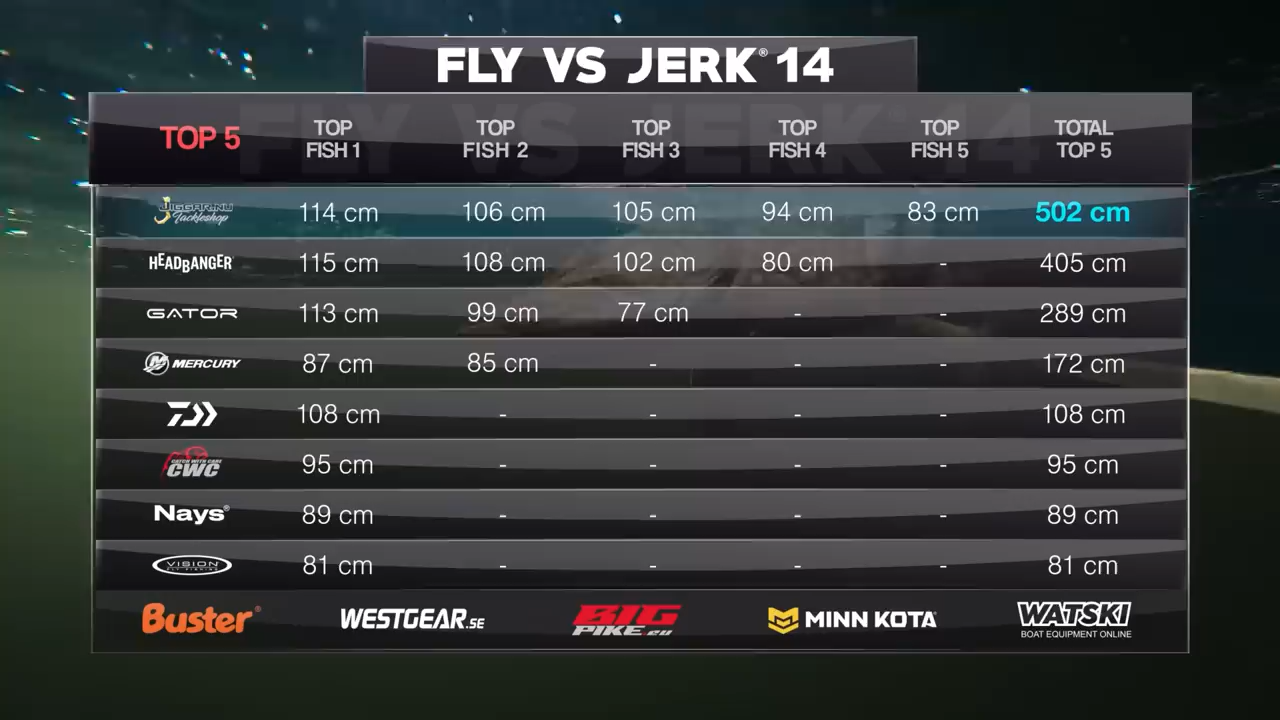 FLY VS JERK® 14
TOP 5 TOP FISH 1 TOP FISH 2 TOP FISH 3 TOP FISH 4 TOP FISH 5 TOTAL TOP 5
JIGGAR.NU Tackleshop 114 cm 106 cm 105 cm 94 cm 83 cm 502 cm
HEADBANGER 115 cm 108 cm 102 cm 80 cm - 405 cm
GATOR 113 cm 99 cm 77 cm - - 289 cm
MERCURY 87 cm 85 cm - - - 172 cm
108 cm - - - - 108 cm
CATCH WITH CARE CWC 95 cm - - - - 95 cm
Nays® 89 cm - - - - 89 cm
VISION FLY FISHING 81 cm - - - - 81 cm
Buster® WESTGEAR.SE BIG PIKE.eu MINN KOTA® WATSKI BOAT EQUIPMENT ONLINE